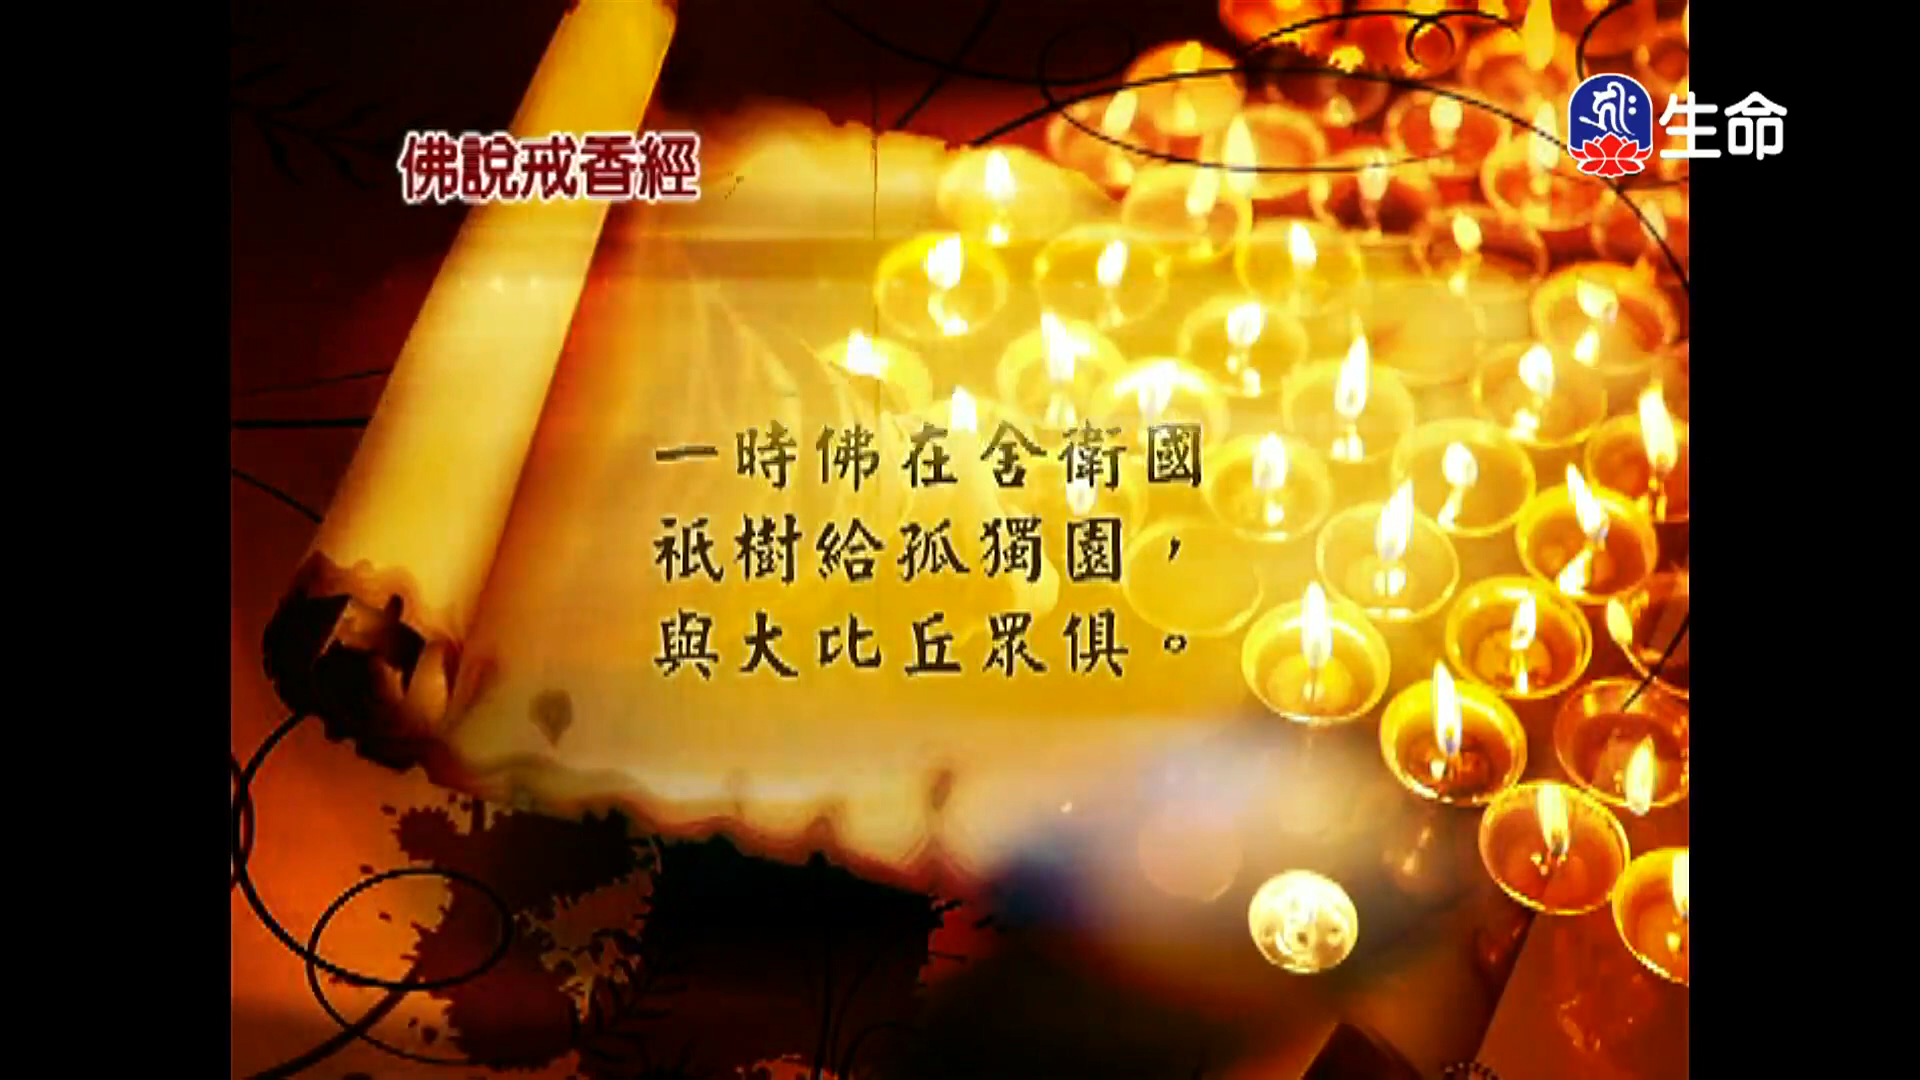 佛說戒香經
生命
一時佛在舍衛國
祇樹給孤獨園，
與大比丘眾俱。